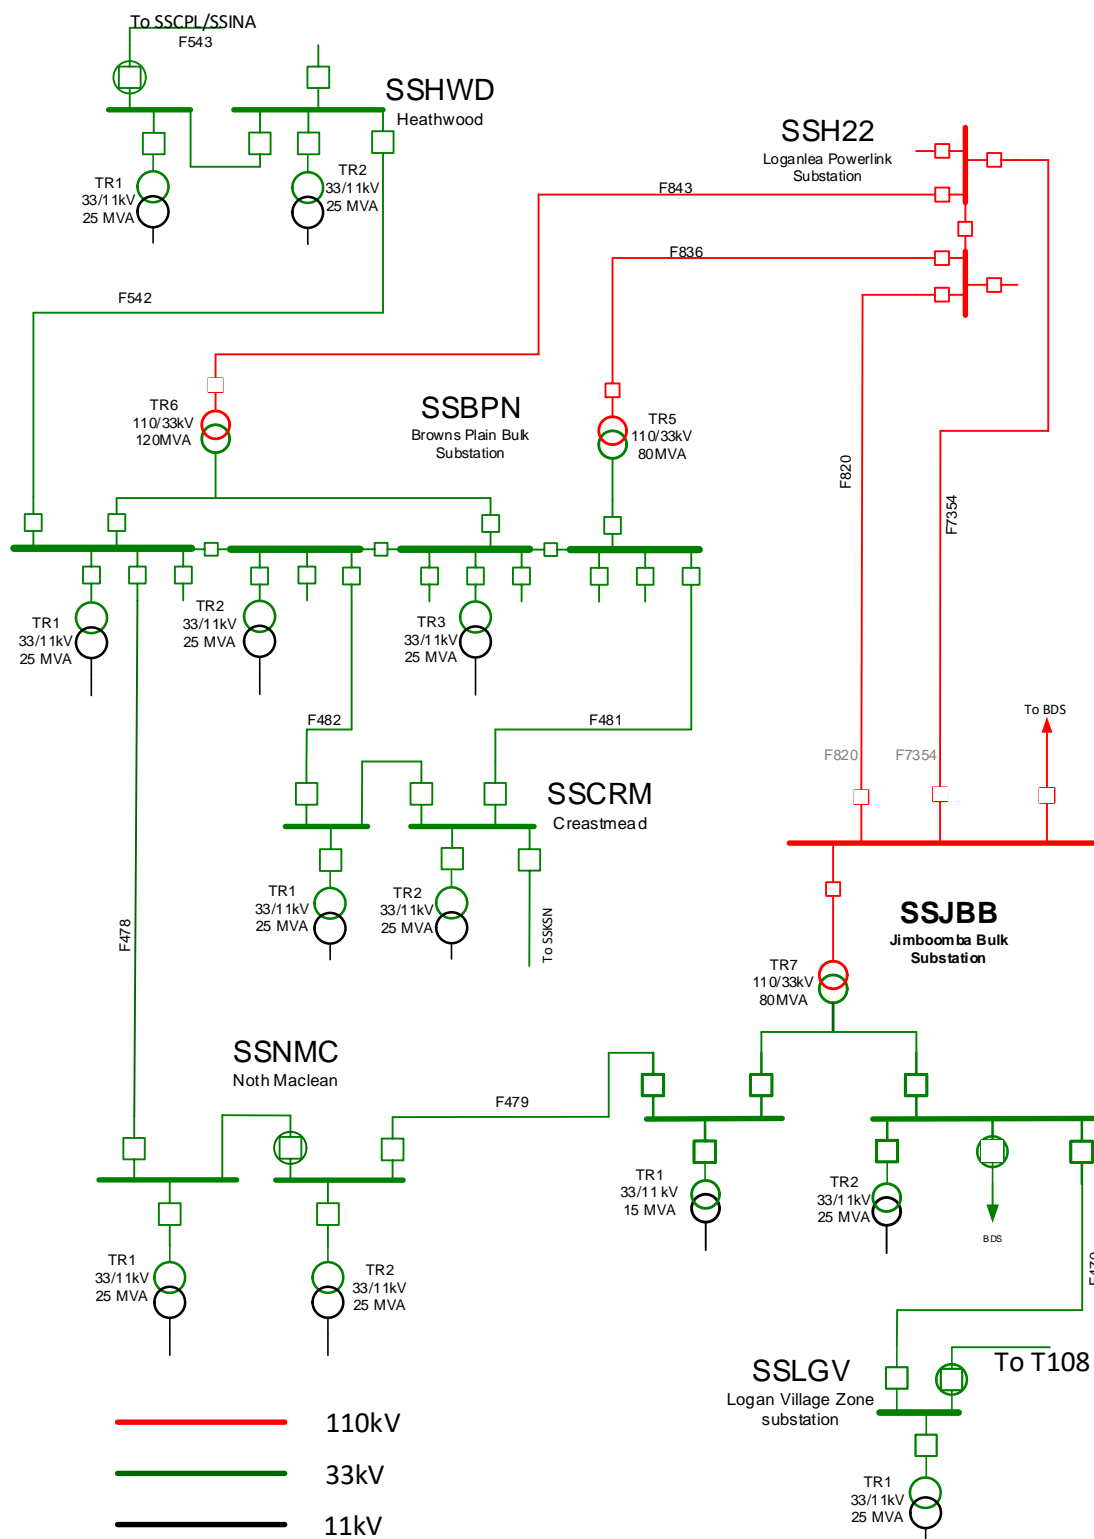 To SSCPL/SSINA
F543
SSHWD
Heathwood
TR1
33/11kV
25 MVA
TR2
33/11kV
25 MVA
SSH22
Loganlea Powerlink
Substation
F843
F836
F542
TR6
110/33kV
120MVA
SSBPN
Browns Plain Bulk
Substation
TR5
110/33kV
80MVA
F820
F7354
TR1
33/11kV
25 MVA
TR2
33/11kV
25 MVA
TR3
33/11kV
25 MVA
F482
F481
To BDS
F820
F7354
SSCRM
Creastmead
TR1
33/11kV
25 MVA
TR2
33/11kV
25 MVA
To SSKSN
F478
SSJBB
Jimboomba Bulk
Substation
TR7
110/33kV
80MVA
SSNMC
Noth Maclean
F479
TR1
33/11 kV
15 MVA
TR2
33/11kV
25 MVA
BDS
TR1
33/11kV
25 MVA
TR2
33/11kV
25 MVA
SSLGV
Logan Village Zone
substation
To T108
TR1
33/11kV
25 MVA
110kV
33kV
11kV